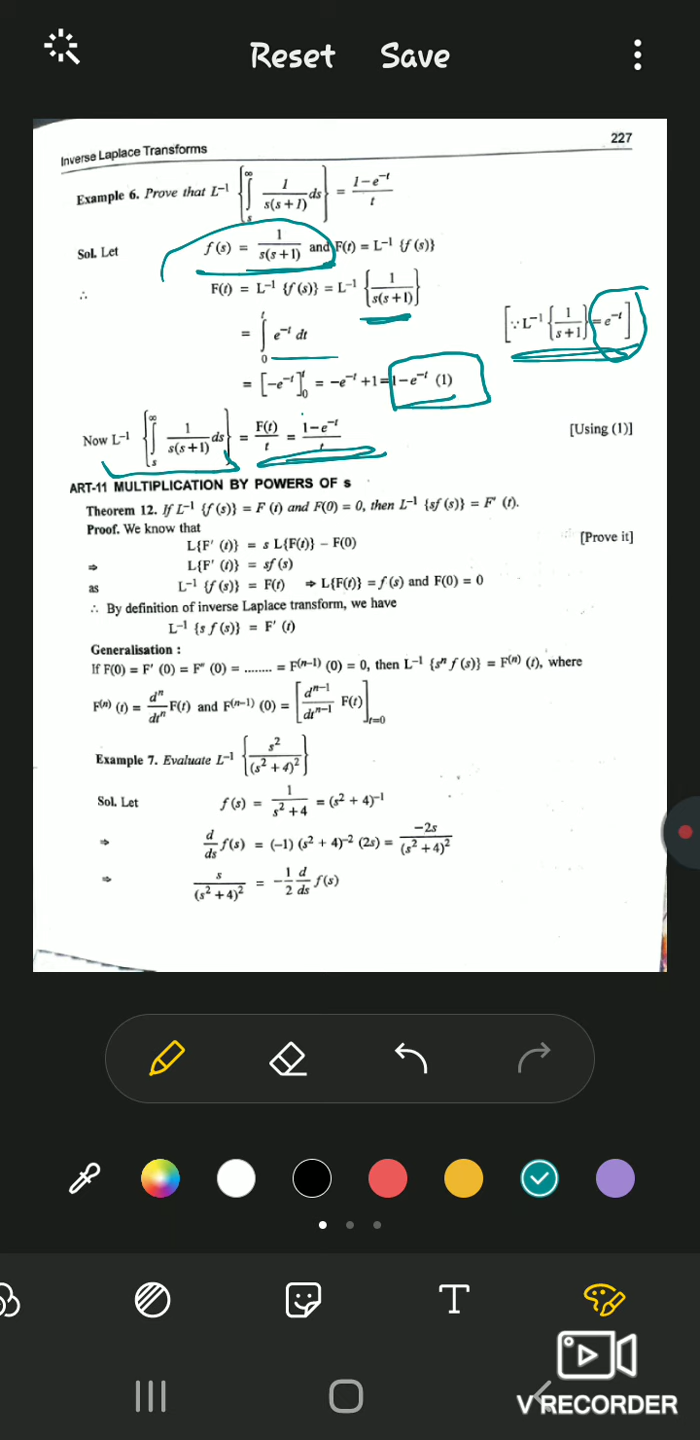 Reset Save
Inverse Laplace Transforms 227
Example 6. Prove that L⁻¹ {∫ₛ^∞ 1/(s(s+1)) ds} = (1−e⁻ᵗ)/t
Sol. Let f(s) = 1/(s(s+1)) and F(t) = L⁻¹ {f(s)}
∴ F(t) = L⁻¹ {f(s)} = L⁻¹ {1/(s(s+1))}
= ∫₀ᵗ e⁻ᵗ dt [∵ L⁻¹ {1/(s+1)} = e⁻ᵗ]
= [−e⁻ᵗ]₀ᵗ = −e⁻ᵗ +1=1−e⁻ᵗ (1)
Now L⁻¹ {∫ₛ^∞ 1/(s(s+1)) ds} = F(t)/t = (1−e⁻ᵗ)/t [Using (1)]
ART-11 MULTIPLICATION BY POWERS OF s
Theorem 12. If L⁻¹ {f(s)} = F (t) and F(0) = 0, then L⁻¹ {sf(s)} = F′ (t).
Proof. We know that
L{F′ (t)} = s L{F(t)} − F(0) [Prove it]
⇒ L{F′ (t)} = sf(s)
as L⁻¹ {f(s)} = F(t) ⇒ L{F(t)} = f(s) and F(0) = 0
∴ By definition of inverse Laplace transform, we have
L⁻¹ {s f(s)} = F′ (t)
Generalisation :
If F(0) = F′ (0) = F″ (0) = ........ = F⁽ⁿ⁻¹⁾ (0) = 0, then L⁻¹ {sⁿ f(s)} = F⁽ⁿ⁾ (t), where
F⁽ⁿ⁾ (t) = dⁿ/dtⁿ F(t) and F⁽ⁿ⁻¹⁾ (0) = [dⁿ⁻¹/dtⁿ⁻¹ F(t)]ₜ₌₀
Example 7. Evaluate L⁻¹ {s²/(s²+4)²}
Sol. Let f(s) = 1/(s²+4) = (s² + 4)⁻¹
⇒ d/ds f(s) = (−1) (s² + 4)⁻² (2s) = −2s/(s²+4)²
⇒ s/(s²+4)² = −1/2 d/ds f(s)
T
V RECORDER